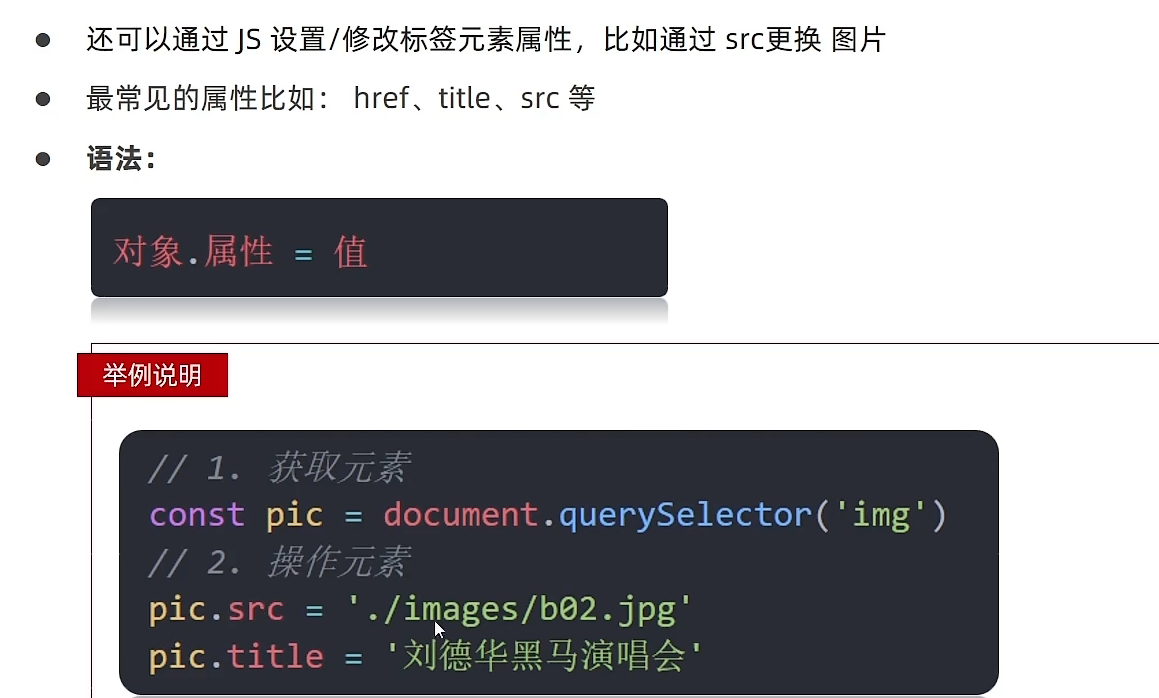 还可以通过 JS 设置/修改标签元素属性，比如通过 src更换 图片
最常见的属性比如： href、title、src 等
语法：
对象.属性 = 值
举例说明
// 1. 获取元素
const pic = document.querySelector('img')
// 2. 操作元素
pic.src = './images/b02.jpg'
pic.title = '刘德华黑马演唱会'